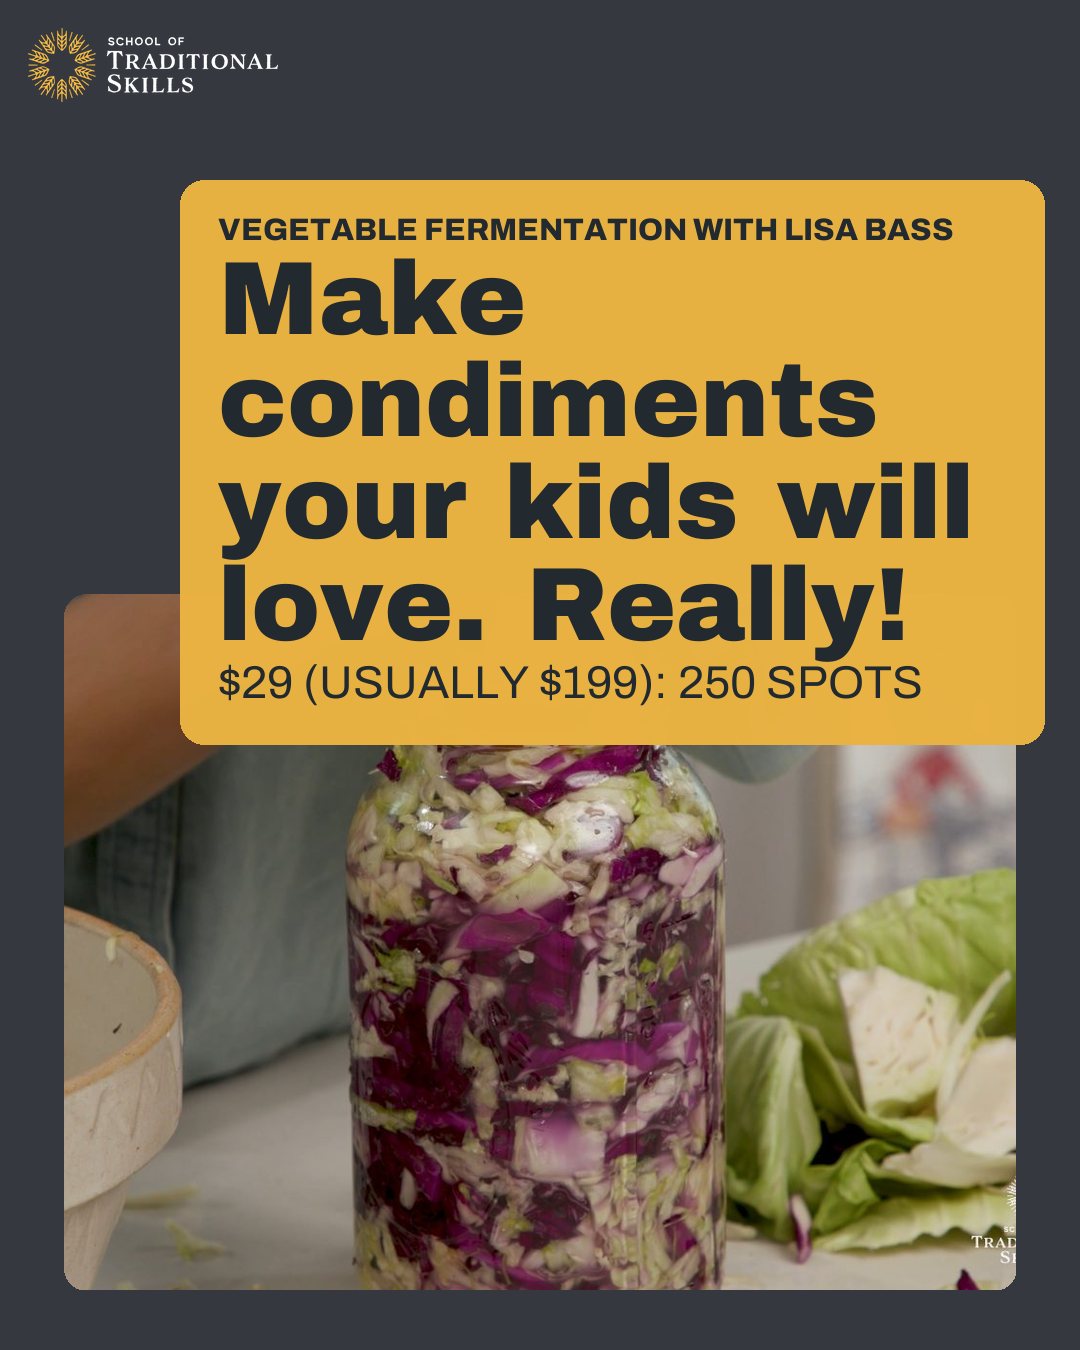 SCHOOL OF
TRADITIONAL
SKILLS
VEGETABLE FERMENTATION WITH LISA BASS
Make
condiments
your kids will
love. Really!
$29 (USUALLY $199): 250 SPOTS